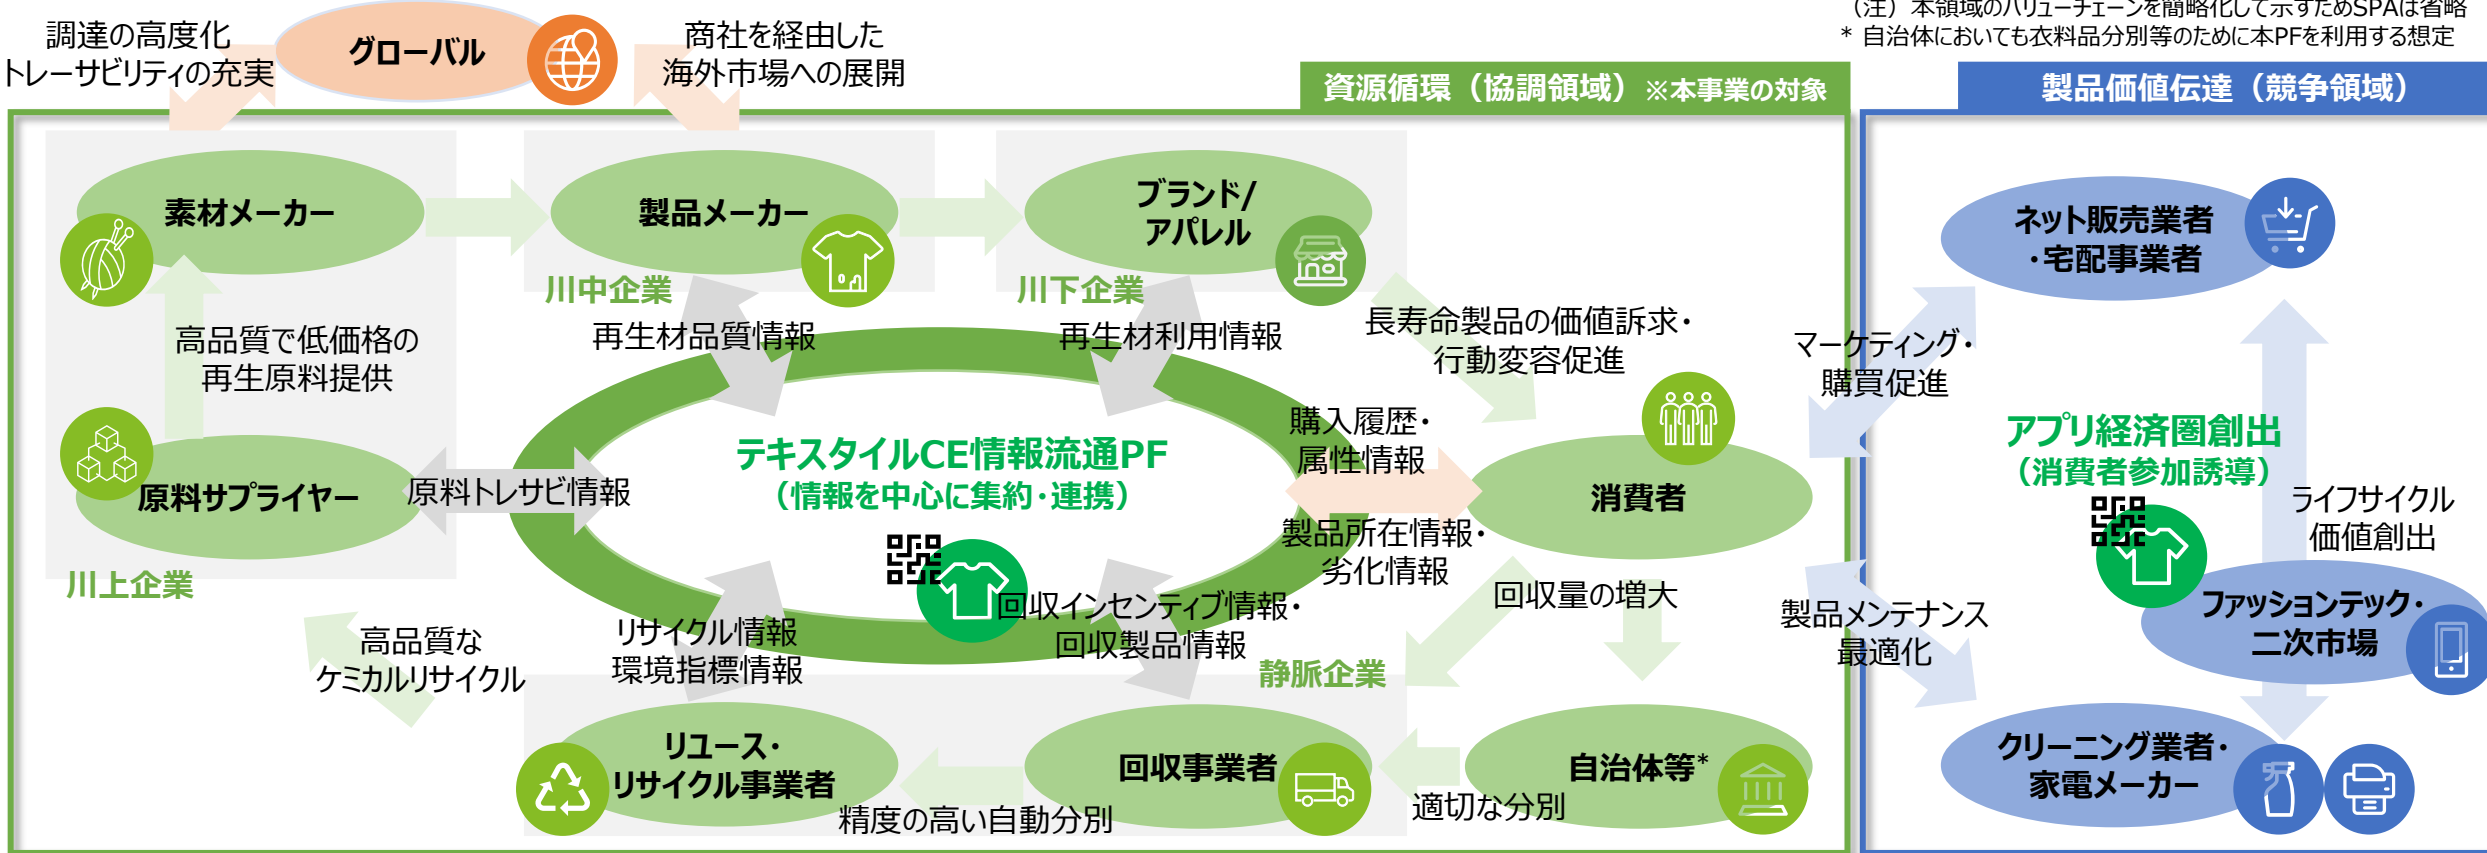 （注）本領域のバリューチェーンを簡略化して示すためSPAは省略
* 自治体においても衣料品分別等のために本PFを利用する想定
調達の高度化
トレーサビリティの充実
グローバル
商社を経由した
海外市場への展開
資源循環（協調領域）※本事業の対象
製品価値伝達（競争領域）
素材メーカー
製品メーカー
ブランド/
アパレル
ネット販売業者
・宅配事業者
川中企業
川下企業
再生材品質情報
再生材利用情報
長寿命製品の価値訴求・
行動変容促進
高品質で低価格の
再生原料提供
マーケティング・
購買促進
購入履歴・
属性情報
テキスタイルCE情報流通PF
（情報を中心に集約・連携）
アプリ経済圏創出
（消費者参加誘導）
原料サプライヤー
原料トレサビ情報
消費者
ライフサイクル
価値創出
製品所在情報・
劣化情報
川上企業
回収インセンティブ情報・
回収製品情報
回収量の増大
製品メンテナンス
最適化
ファッションテック・
二次市場
高品質な
ケミカルリサイクル
リサイクル情報
環境指標情報
静脈企業
リユース・
リサイクル事業者
回収事業者
自治体等*
クリーニング業者・
家電メーカー
精度の高い自動分別
適切な分別